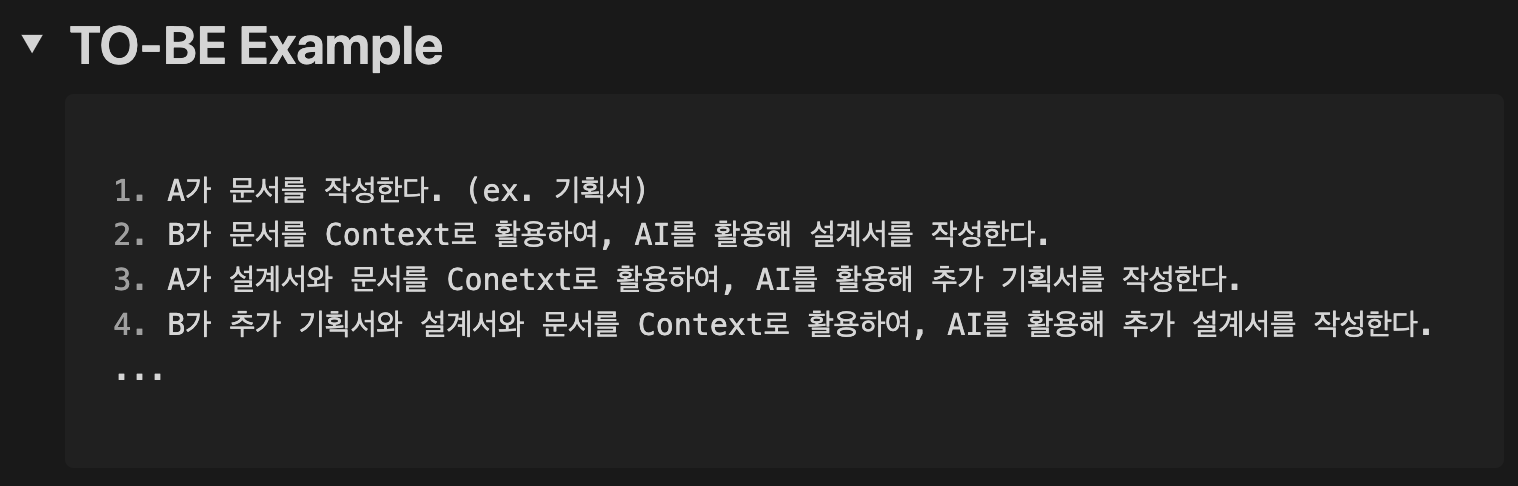 TO-BE Example
1. A가 문서를 작성한다. (ex. 기획서)
2. B가 문서를 Context로 활용하여, AI를 활용해 설계서를 작성한다.
3. A가 설계서와 문서를 Conetxt로 활용하여, AI를 활용해 추가 기획서를 작성한다.
4. B가 추가 기획서와 설계서와 문서를 Context로 활용하여, AI를 활용해 추가 설계서를 작성한다.
...